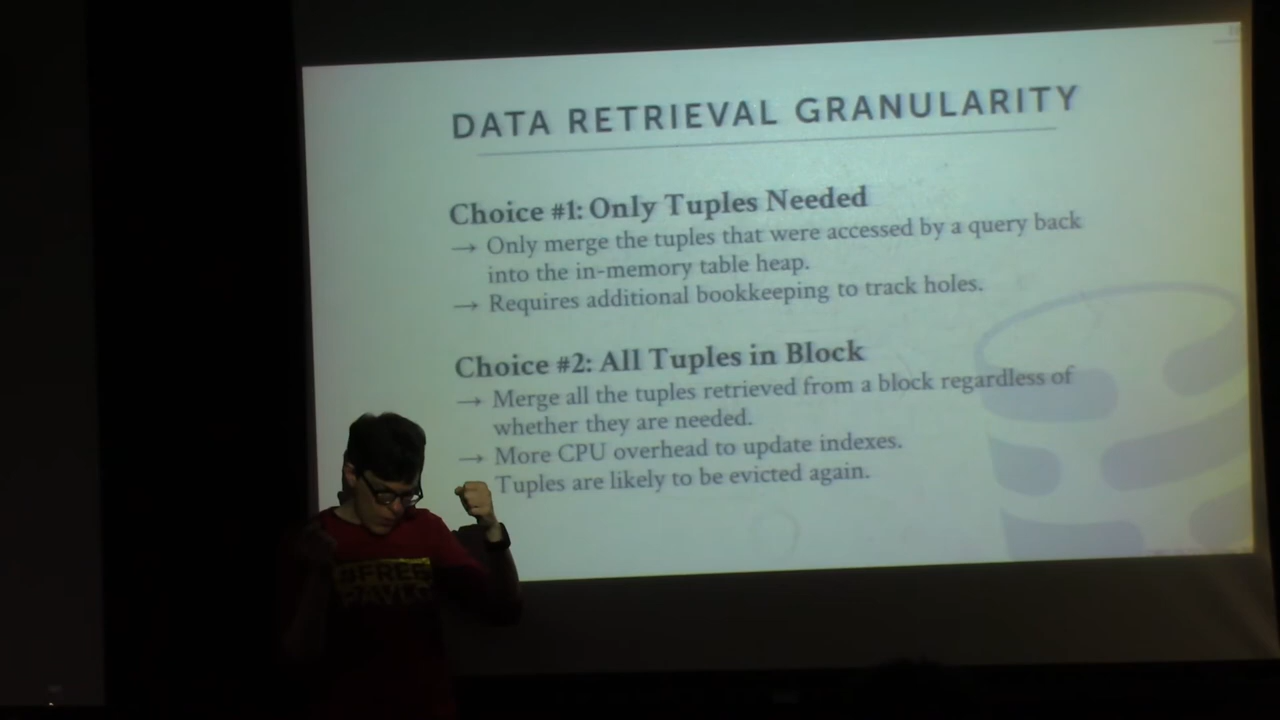 DATA RETRIEVAL GRANULARITY
Choice #1: Only Tuples Needed
→ Only merge the tuples that were accessed by a query back
into the in-memory table heap.
→ Requires additional bookkeeping to track holes.
Choice #2: All Tuples in Block
→ Merge all the tuples retrieved from a block regardless of
whether they are needed.
→ More CPU overhead to update indexes.
Tuples are likely to be evicted again.
#FREE
PAVLO